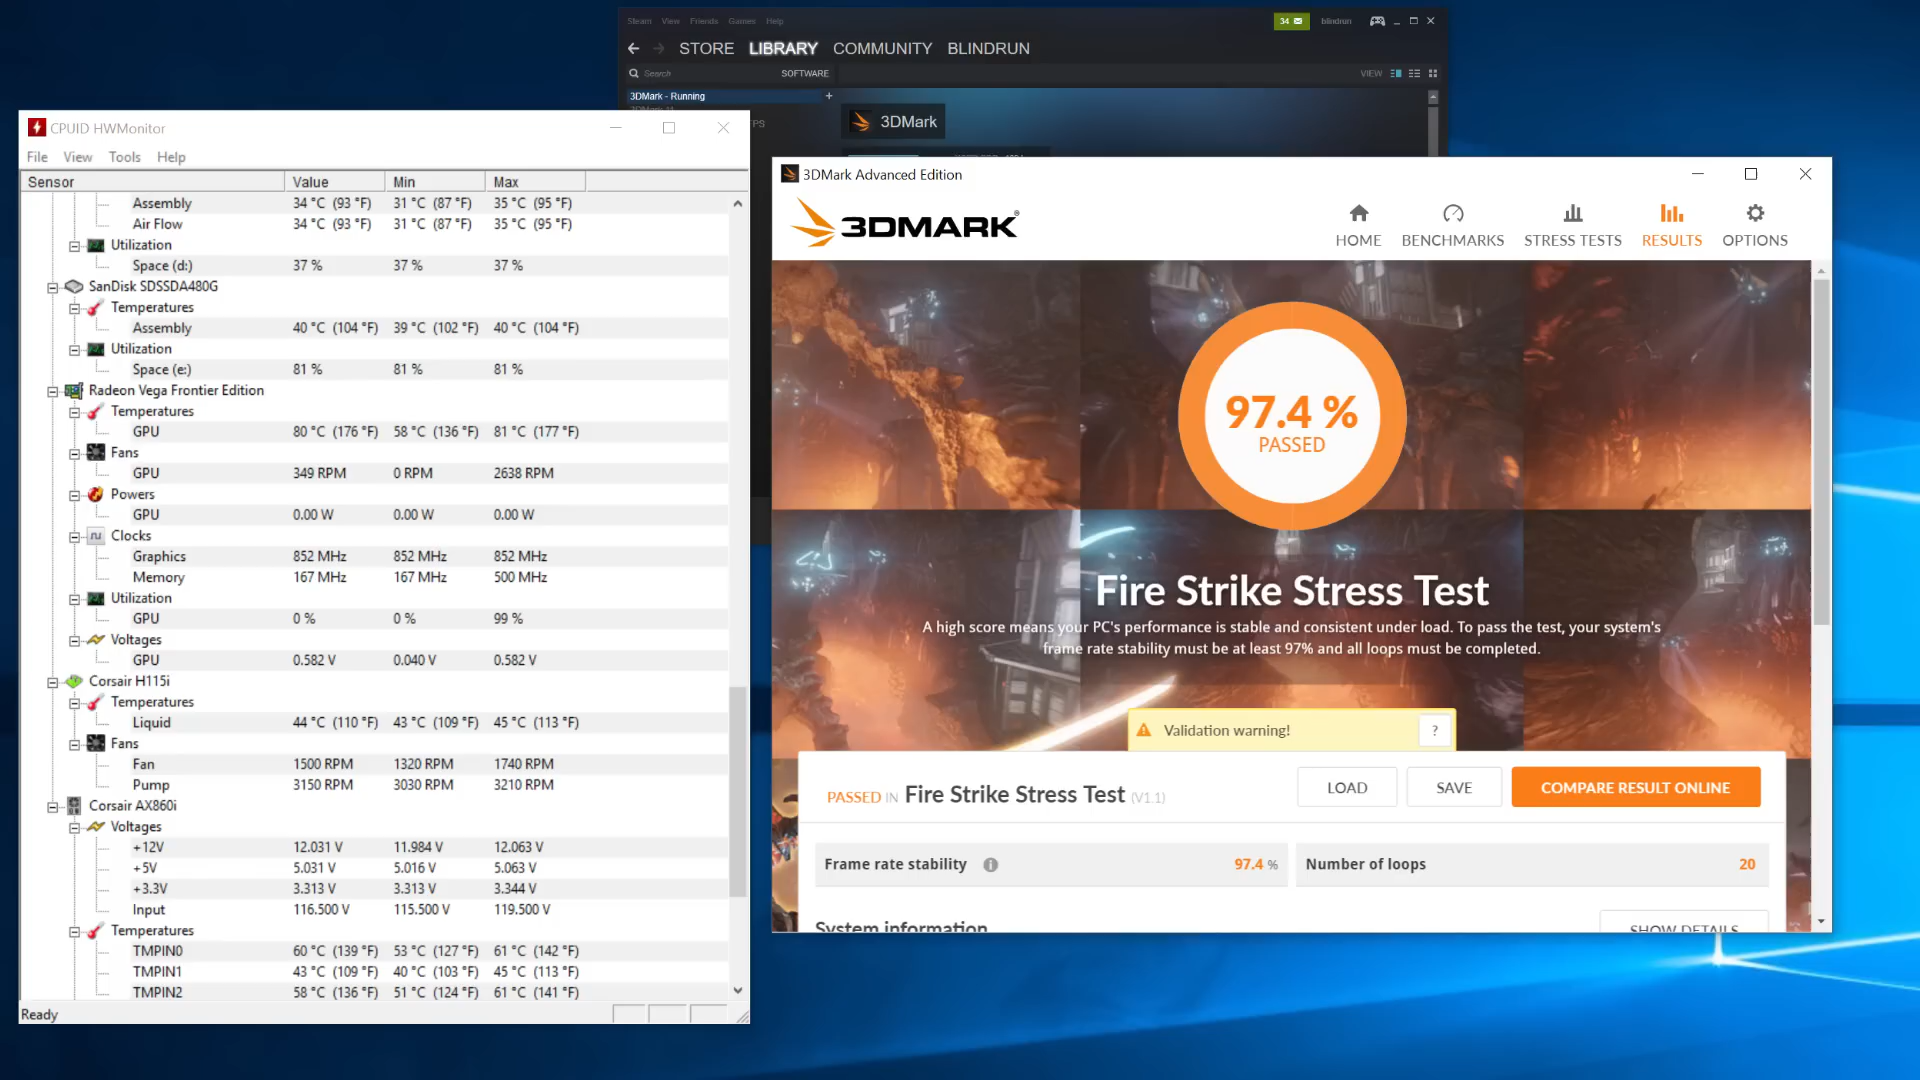 Steam View Friends Games Help
34 blindrun
STORE LIBRARY COMMUNITY BLINDRUN
Search SOFTWARE VIEW
3DMark - Running +
3DMark
CPUID HWMonitor
File View Tools Help
Sensor Value Min Max
Assembly 34 °C (93 °F) 31 °C (87 °F) 35 °C (95 °F)
Air Flow 34 °C (93 °F) 31 °C (87 °F) 35 °C (95 °F)
Utilization
Space (d:) 37 % 37 % 37 %
SanDisk SDSSDA480G
Temperatures
Assembly 40 °C (104 °F) 39 °C (102 °F) 40 °C (104 °F)
Utilization
Space (e:) 81 % 81 % 81 %
Radeon Vega Frontier Edition
Temperatures
GPU 80 °C (176 °F) 58 °C (136 °F) 81 °C (177 °F)
Fans
GPU 349 RPM 0 RPM 2638 RPM
Powers
GPU 0.00 W 0.00 W 0.00 W
Clocks
Graphics 852 MHz 852 MHz 852 MHz
Memory 167 MHz 167 MHz 500 MHz
Utilization
GPU 0 % 0 % 99 %
Voltages
GPU 0.582 V 0.040 V 0.582 V
Corsair H115i
Temperatures
Liquid 44 °C (110 °F) 43 °C (109 °F) 45 °C (113 °F)
Fans
Fan 1500 RPM 1320 RPM 1740 RPM
Pump 3150 RPM 3030 RPM 3210 RPM
Corsair AX860i
Voltages
+12V 12.031 V 11.984 V 12.063 V
+5V 5.031 V 5.016 V 5.063 V
+3.3V 3.313 V 3.313 V 3.344 V
Input 116.500 V 115.500 V 119.500 V
Temperatures
TMPIN0 60 °C (139 °F) 53 °C (127 °F) 61 °C (142 °F)
TMPIN1 43 °C (109 °F) 40 °C (103 °F) 45 °C (113 °F)
TMPIN2 58 °C (136 °F) 51 °C (124 °F) 61 °C (141 °F)
Ready
3DMark Advanced Edition
3DMARK®
HOME BENCHMARKS STRESS TESTS RESULTS OPTIONS
97.4 %
PASSED
Fire Strike Stress Test
A high score means your PC's performance is stable and consistent under load. To pass the test, your system's
frame rate stability must be at least 97% and all loops must be completed.
Validation warning! ?
PASSED IN Fire Strike Stress Test (V1.1) LOAD SAVE COMPARE RESULT ONLINE
Frame rate stability i 97.4 % Number of loops 20
System information SHOW DETAILS